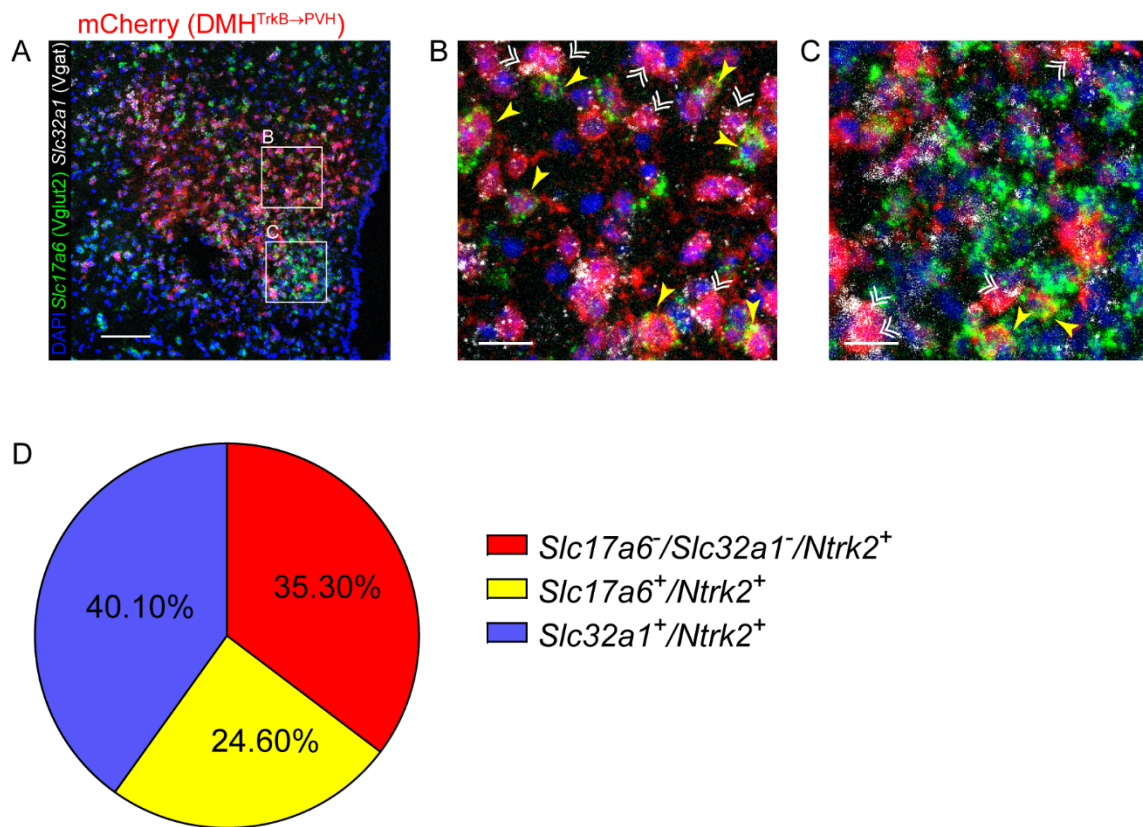 mCherry (DMH^TrkB→PVH)
A
DAPI Slc17a6 (Vglut2) Slc32a1 (Vgat)
B
C
B
C
D
35.30%
40.10%
24.60%
Slc17a6⁻/Slc32a1⁻/Ntrk2⁺
Slc17a6⁺/Ntrk2⁺
Slc32a1⁺/Ntrk2⁺